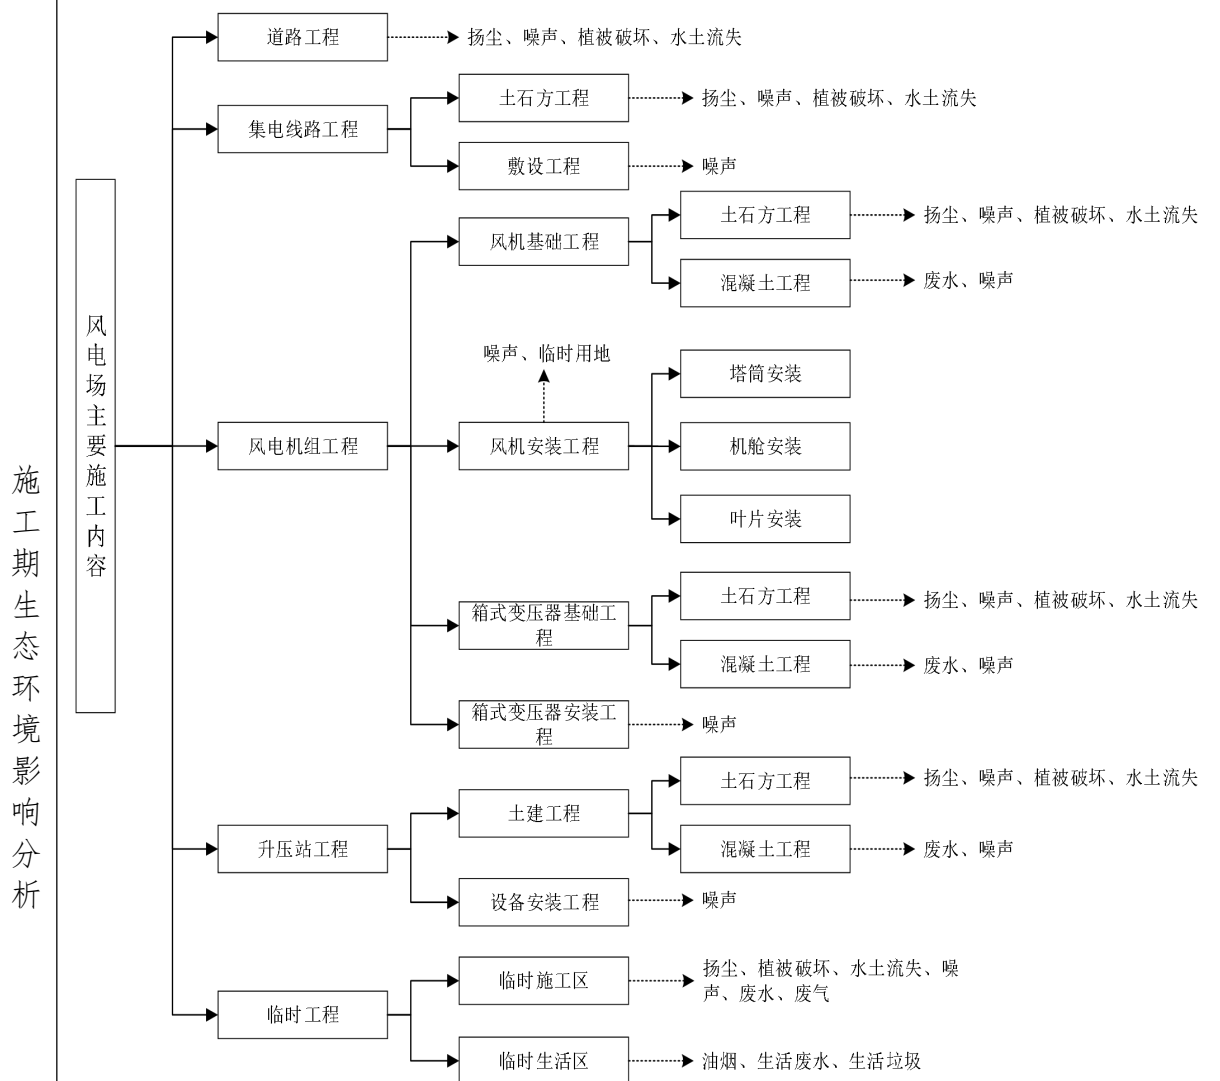 施工期生态环境影响分析
风电场主要施工内容
道路工程
扬尘、噪声、植被破坏、水土流失
集电线路工程
土石方工程
扬尘、噪声、植被破坏、水土流失
敷设工程
噪声
风电机组工程
风机基础工程
土石方工程
扬尘、噪声、植被破坏、水土流失
混凝土工程
废水、噪声
噪声、临时用地
风机安装工程
塔筒安装
机舱安装
叶片安装
箱式变压器基础工
程
土石方工程
扬尘、噪声、植被破坏、水土流失
混凝土工程
废水、噪声
箱式变压器安装工
程
噪声
升压站工程
土建工程
土石方工程
扬尘、噪声、植被破坏、水土流失
混凝土工程
废水、噪声
设备安装工程
噪声
临时工程
临时施工区
扬尘、植被破坏、水土流失、噪
声、废水、废气
临时生活区
油烟、生活废水、生活垃圾